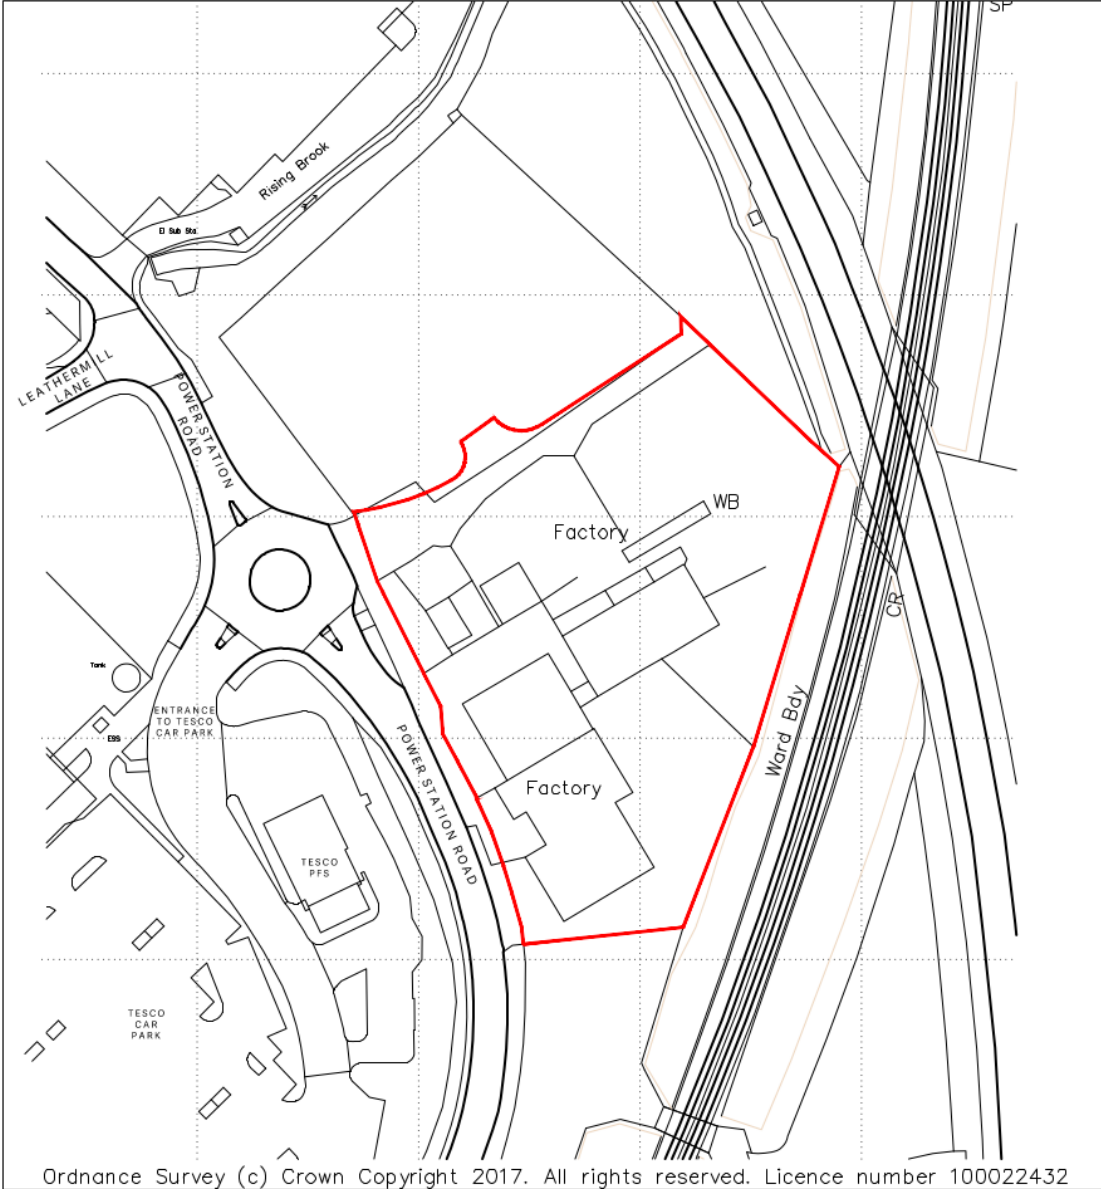 SP
Rising Brook
El Sub Sta
LEATHERMILL
LANE
POWER STATION
ROAD
WB
Factory
CR
Tank
ENTRANCE
TO TESCO
CAR PARK
ESS
Ward Bdy
POWER STATION ROAD
Factory
TESCO
PFS
TESCO
CAR
PARK
Ordnance Survey (c) Crown Copyright 2017. All rights reserved. Licence number 100022432